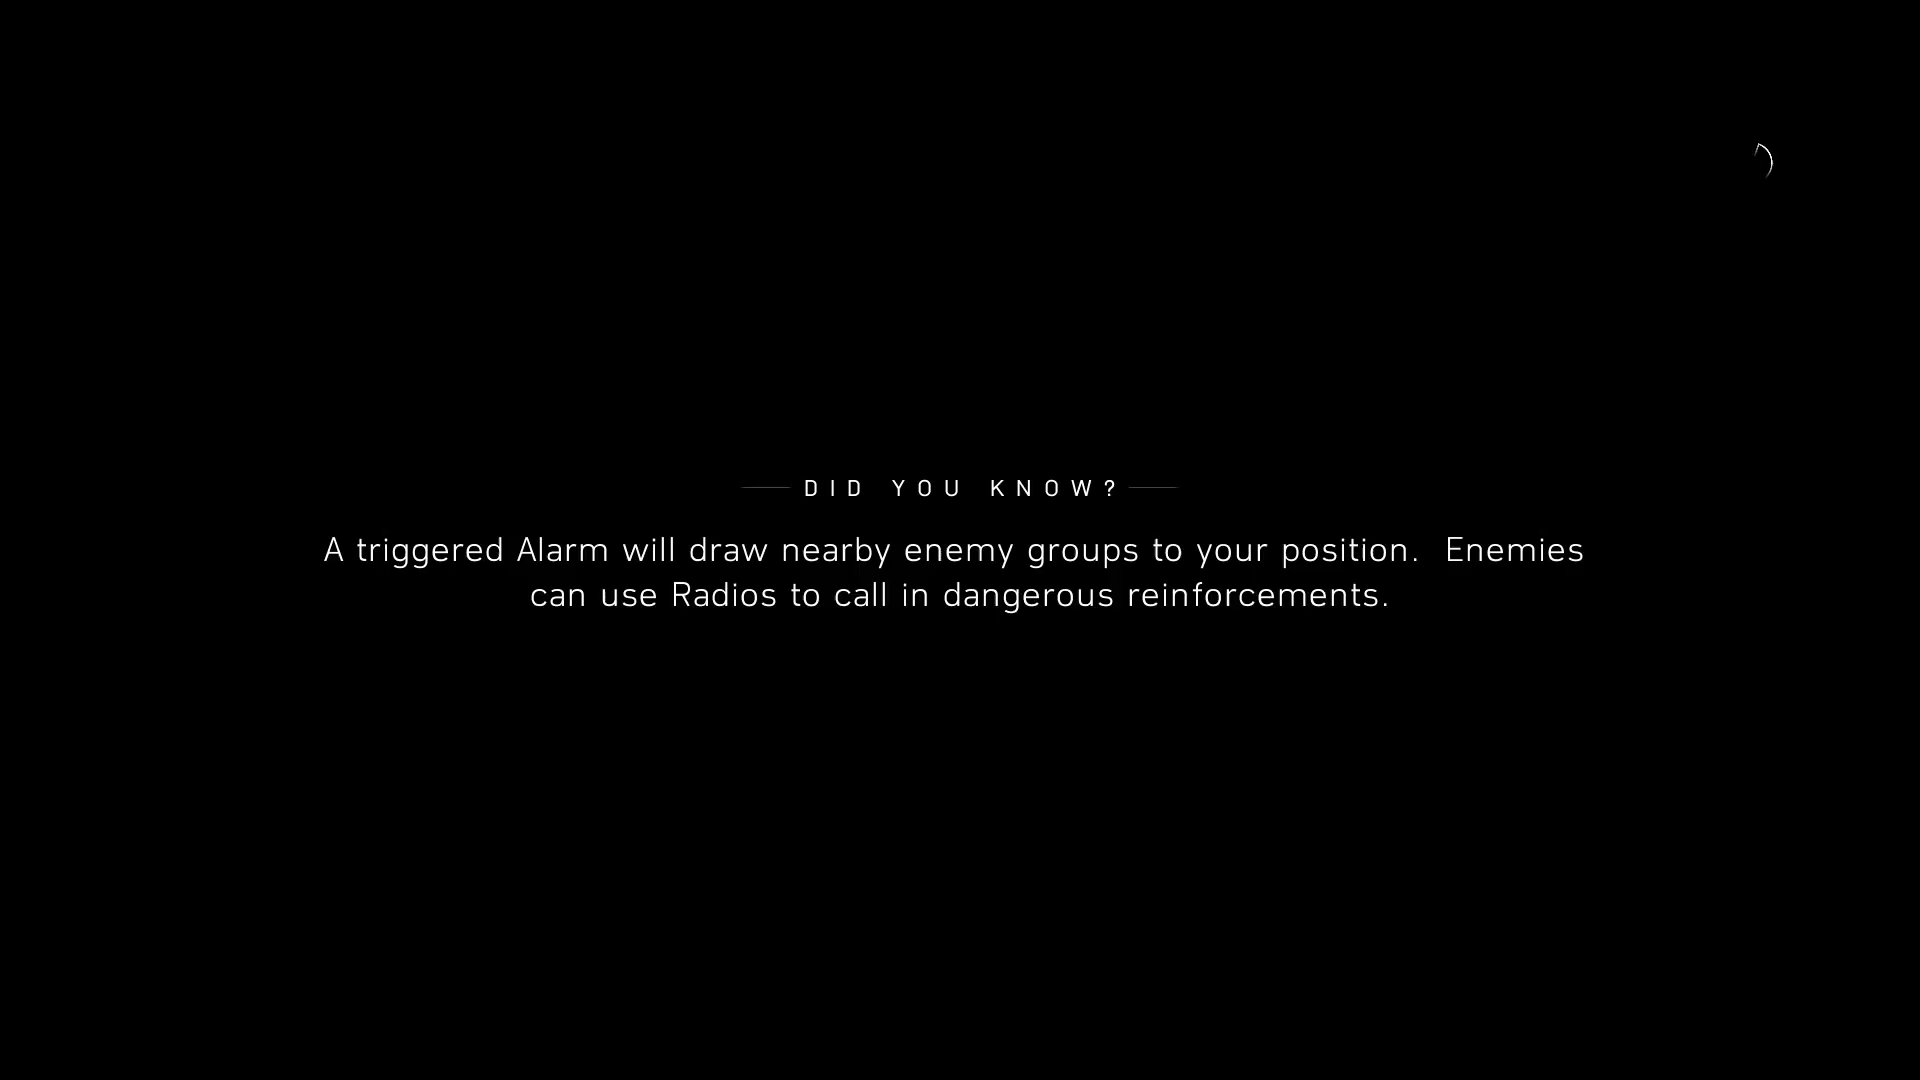 DID YOU KNOW?
A triggered Alarm will draw nearby enemy groups to your position.  Enemies
can use Radios to call in dangerous reinforcements.